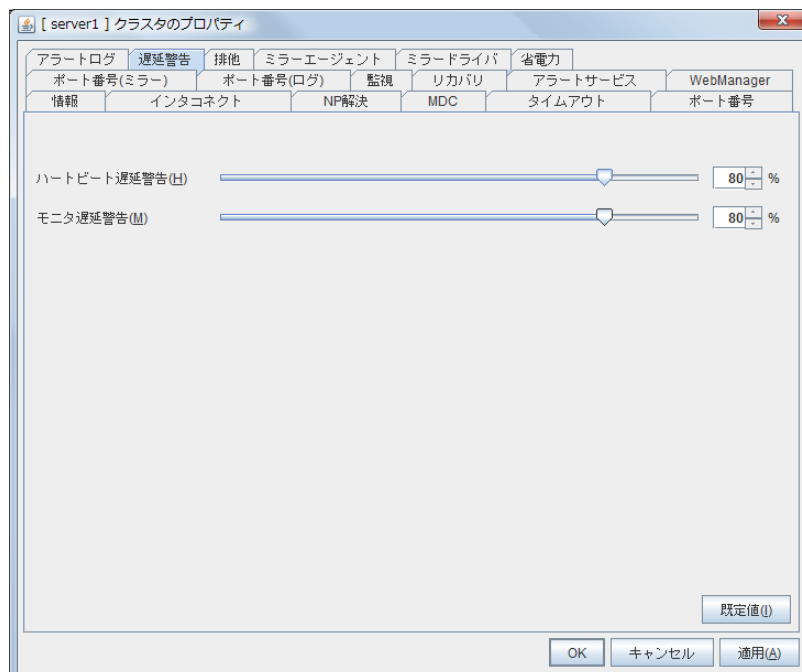 [ server1 ] クラスタのプロパティ
アラートログ 遅延警告 排他 ミラーエージェント ミラードライバ 省電力
ポート番号(ミラー) ポート番号(ログ) 監視 リカバリ アラートサービス WebManager
情報 インタコネクト NP解決 MDC タイムアウト ポート番号
ハートビート遅延警告(H) 80 %
モニタ遅延警告(M) 80 %
既定値(I)
OK キャンセル 適用(A)